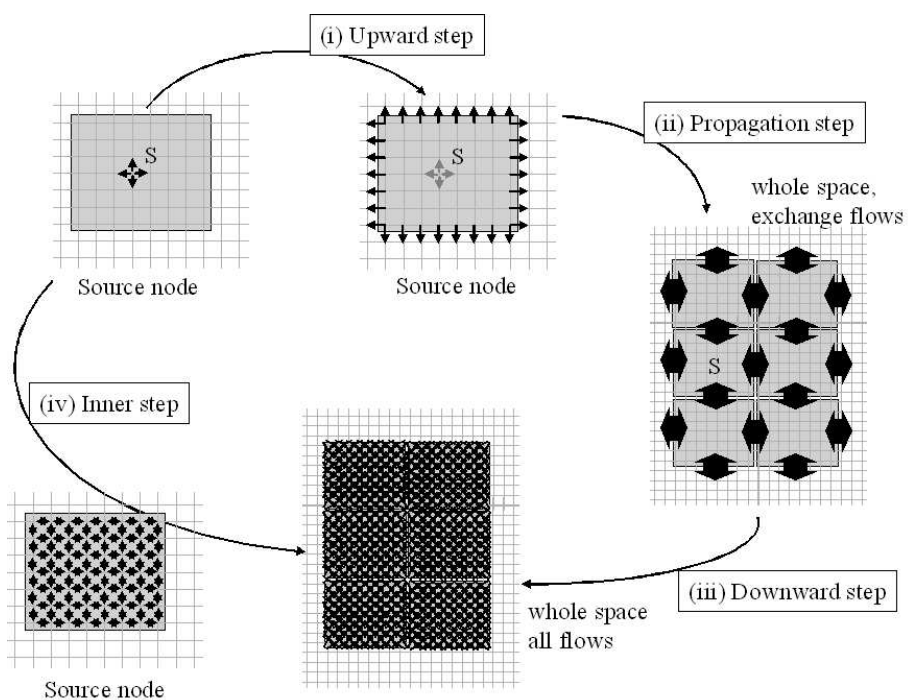 (i) Upward step
S
Source node
S
Source node
(ii) Propagation step
whole space,
exchange flows
S
(iv) Inner step
(iii) Downward step
whole space
all flows
Source node